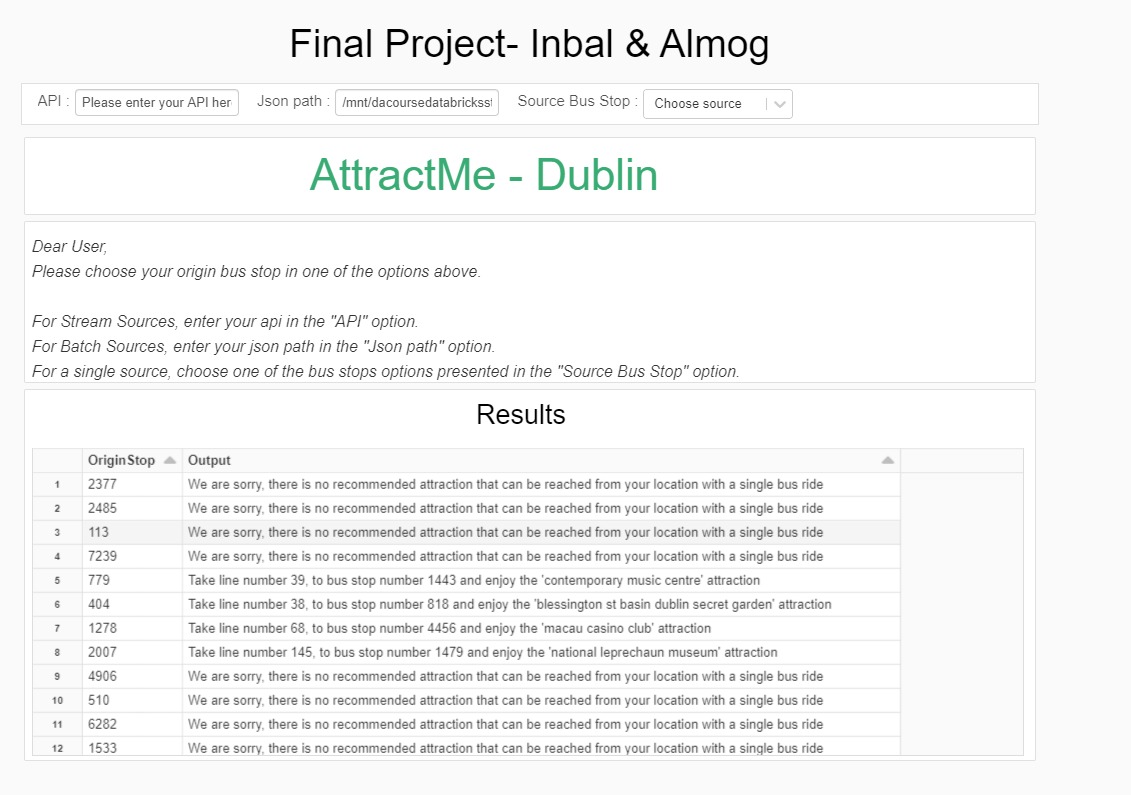 Final Project- Inbal & Almog
API : Please enter your API her Json path : /mnt/dacoursedatabrickss Source Bus Stop : Choose source
AttractMe - Dublin
Dear User,
Please choose your origin bus stop in one of the options above.
For Stream Sources, enter your api in the "API" option.
For Batch Sources, enter your json path in the "Json path" option.
For a single source, choose one of the bus stops options presented in the "Source Bus Stop" option.
Results
OriginStop Output
1 2377 We are sorry, there is no recommended attraction that can be reached from your location with a single bus ride
2 2485 We are sorry, there is no recommended attraction that can be reached from your location with a single bus ride
3 113 We are sorry, there is no recommended attraction that can be reached from your location with a single bus ride
4 7239 We are sorry, there is no recommended attraction that can be reached from your location with a single bus ride
5 779 Take line number 39, to bus stop number 1443 and enjoy the 'contemporary music centre' attraction
6 404 Take line number 38, to bus stop number 818 and enjoy the 'blessington st basin dublin secret garden' attraction
7 1278 Take line number 68, to bus stop number 4456 and enjoy the 'macau casino club' attraction
8 2007 Take line number 145, to bus stop number 1479 and enjoy the 'national leprechaun museum' attraction
9 4906 We are sorry, there is no recommended attraction that can be reached from your location with a single bus ride
10 510 We are sorry, there is no recommended attraction that can be reached from your location with a single bus ride
11 6282 We are sorry, there is no recommended attraction that can be reached from your location with a single bus ride
12 1533 We are sorry, there is no recommended attraction that can be reached from your location with a single bus ride